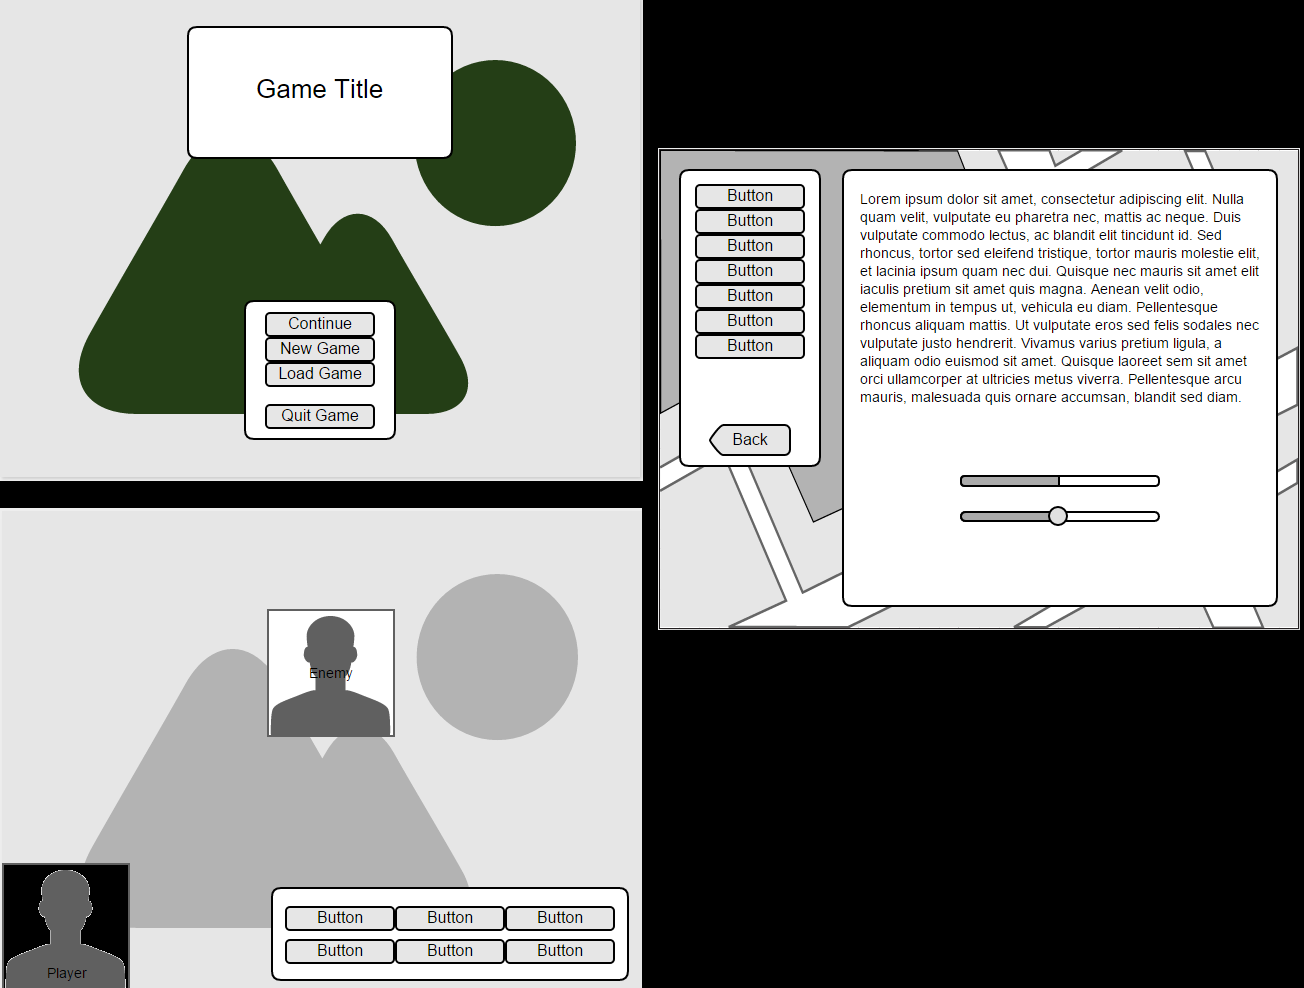 Game Title
Continue
New Game
Load Game
Quit Game
Button
Button
Button
Button
Button
Button
Button
Back
Lorem ipsum dolor sit amet, consectetur adipiscing elit. Nulla
quam velit, vulputate eu pharetra nec, mattis ac neque. Duis
vulputate commodo lectus, ac blandit elit tincidunt id. Sed
rhoncus, tortor sed eleifend tristique, tortor mauris molestie elit,
et lacinia ipsum quam nec dui. Quisque nec mauris sit amet elit
iaculis pretium sit amet quis magna. Aenean velit odio,
elementum in tempus ut, vehicula eu diam. Pellentesque
rhoncus aliquam mattis. Ut vulputate eros sed felis sodales nec
vulputate justo hendrerit. Vivamus varius pretium ligula, a
aliquam odio euismod sit amet. Quisque laoreet sem sit amet
orci ullamcorper at ultricies metus viverra. Pellentesque arcu
mauris, malesuada quis ornare accumsan, blandit sed diam.
Enemy
Player
Button Button Button
Button Button Button